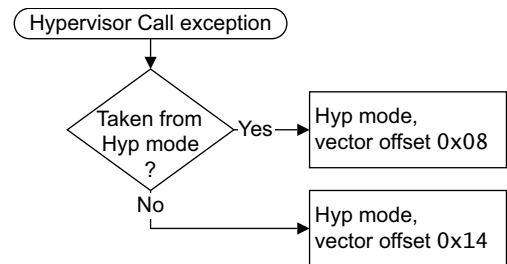 Hypervisor Call exception
Taken from
Hyp mode
?
Yes
Hyp mode,
vector offset 0x08
No
Hyp mode,
vector offset 0x14